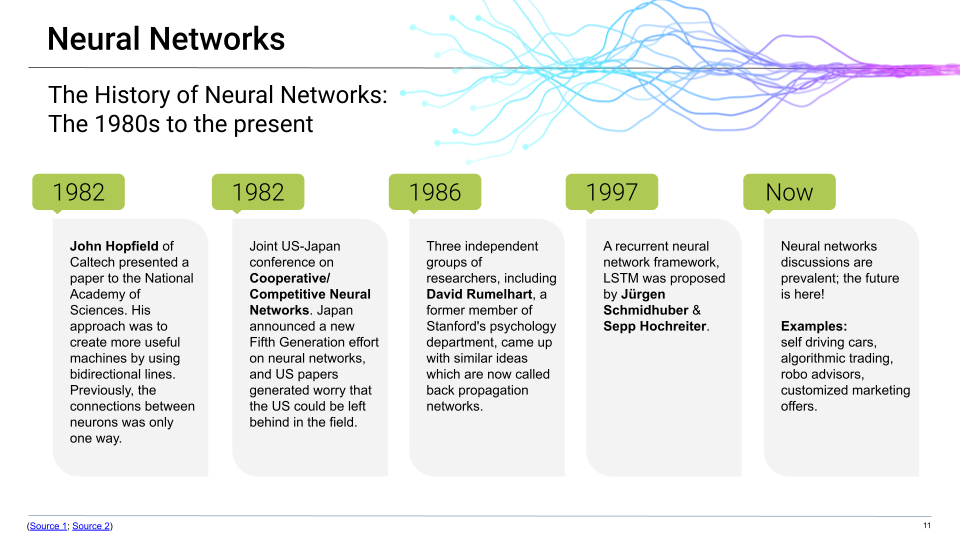 Neural Networks
The History of Neural Networks:
The 1980s to the present
1982
John Hopfield of
Caltech presented a
paper to the National
Academy of
Sciences. His
approach was to
create more useful
machines by using
bidirectional lines.
Previously, the
connections between
neurons was only
one way.
1982
Joint US-Japan
conference on
Cooperative/
Competitive Neural
Networks. Japan
announced a new
Fifth Generation effort
on neural networks,
and US papers
generated worry that
the US could be left
behind in the field.
1986
Three independent
groups of
researchers, including
David Rumelhart, a
former member of
Stanford's psychology
department, came up
with similar ideas
which are now called
back propagation
networks.
1997
A recurrent neural
network framework,
LSTM was proposed
by Jürgen
Schmidhuber &
Sepp Hochreiter.
Now
Neural networks
discussions are
prevalent; the future
is here!
Examples:
self driving cars,
algorithmic trading,
robo advisors,
customized marketing
offers.
(Source 1; Source 2)
11